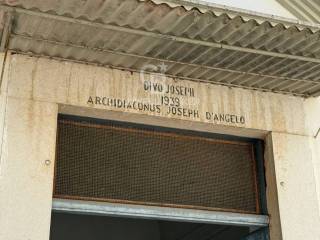 DIVO JOSEPH
1939
ARCHIDIACONUS JOSEPH D'ANGELO